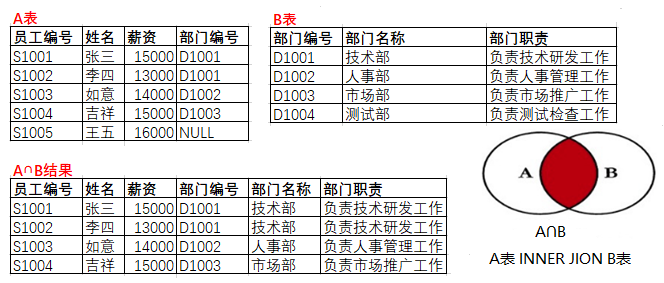 A表
员工编号 姓名 薪资 部门编号
S1001 张三 15000 D1001
S1002 李四 13000 D1001
S1003 如意 14000 D1002
S1004 吉祥 15000 D1003
S1005 王五 16000 NULL
B表
部门编号 部门名称 部门职责
D1001 技术部 负责技术研发工作
D1002 人事部 负责人事管理工作
D1003 市场部 负责市场推广工作
D1004 测试部 负责测试检查工作
A∩B结果
员工编号 姓名 薪资 部门编号 部门名称 部门职责
S1001 张三 15000 D1001 技术部 负责技术研发工作
S1002 李四 13000 D1001 技术部 负责技术研发工作
S1003 如意 14000 D1002 人事部 负责人事管理工作
S1004 吉祥 15000 D1003 市场部 负责市场推广工作
A B
A∩B
A表 INNER JION B表